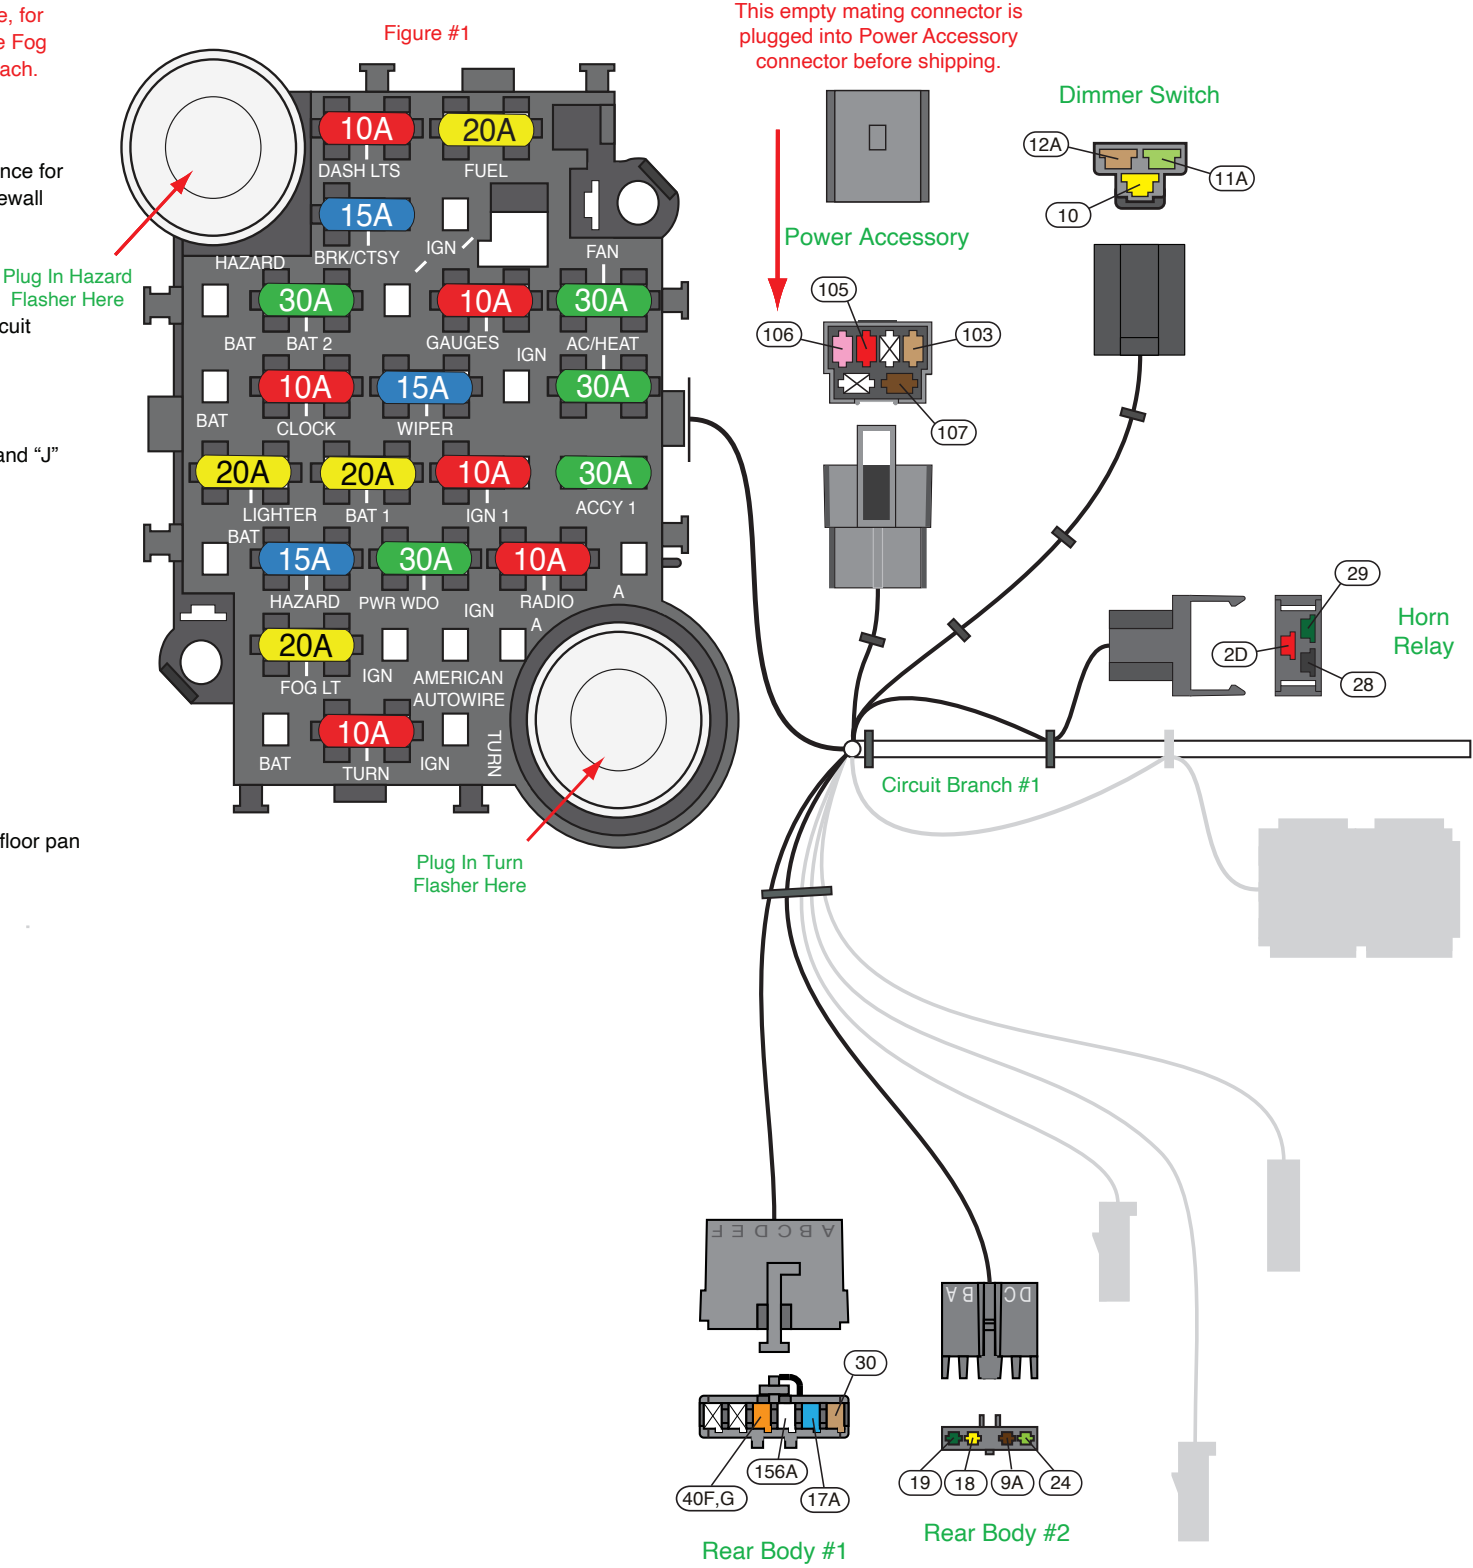 e, for
e Fog
ach.
nce for
ewall
Plug In Hazard
Flasher Here
cuit
and “J”
floor pan
Figure #1
10A
DASH LTS
20A
FUEL
15A
BRK/CTSY
IGN
HAZARD
FAN
30A
10A
30A
BAT
BAT 2
GAUGES
IGN
AC/HEAT
10A
15A
30A
BAT
CLOCK
WIPER
20A
20A
10A
30A
LIGHTER
BAT 1
IGN 1
ACCY 1
BAT
15A
30A
10A
HAZARD
PWR WDO
IGN
RADIO
A
A
20A
FOG LT
IGN
AMERICAN
AUTOWIRE
10A
BAT
TURN
IGN
TURN
Plug In Turn
Flasher Here
This empty mating connector is
plugged into Power Accessory
connector before shipping.
Power Accessory
105
106
103
107
Dimmer Switch
12A
11A
10
29
Horn
Relay
2D
28
Circuit Branch #1
A B C D E F
30
156A
40F,G
17A
Rear Body #1
D C B A
19
18
9A
24
Rear Body #2